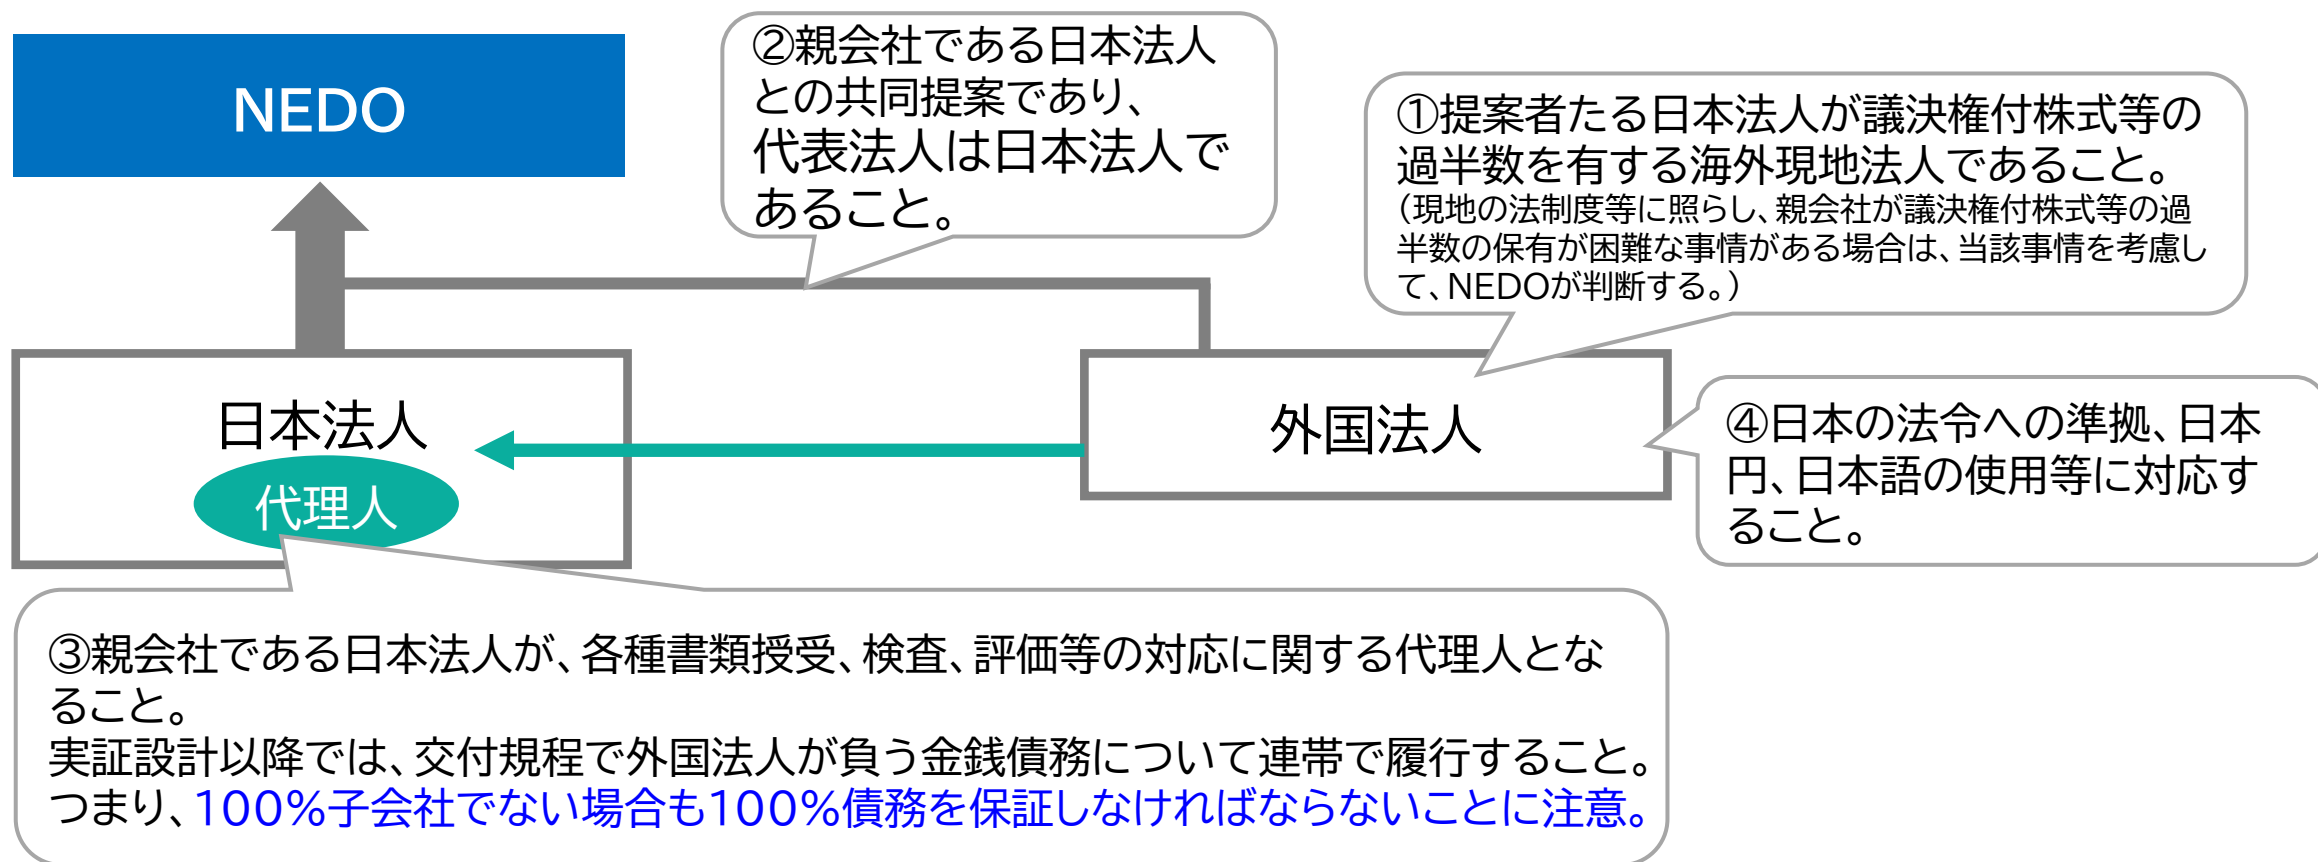 NEDO
②親会社である日本法人
との共同提案であり、
代表法人は日本法人で
あること。
①提案者たる日本法人が議決権付株式等の
過半数を有する海外現地法人であること。
（現地の法制度等に照らし、親会社が議決権付株式等の過
半数の保有が困難な事情がある場合は、当該事情を考慮し
て、NEDOが判断する。）
日本法人
代理人
外国法人
④日本の法令への準拠、日本
円、日本語の使用等に対応す
ること。
③親会社である日本法人が、各種書類授受、検査、評価等の対応に関する代理人とな
ること。
実証設計以降では、交付規程で外国法人が負う金銭債務について連帯で履行すること。
つまり、100%子会社でない場合も100%債務を保証しなければならないことに注意。